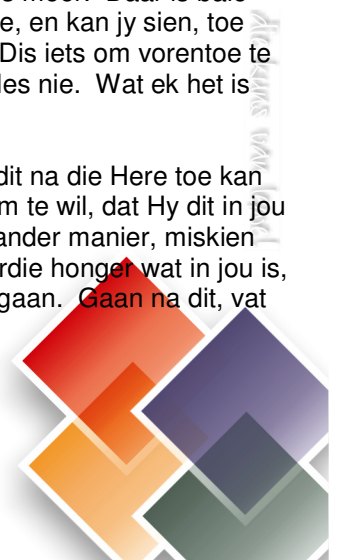 e, en kan jy sien, toe
Dis iets om vorentoe te
les nie.  Wat ek het is
dit na die Here toe kan
m te wil, dat Hy dit in jou
ander manier, miskien
rdie honger wat in jou is,
gaan.  Gaan na dit, vat